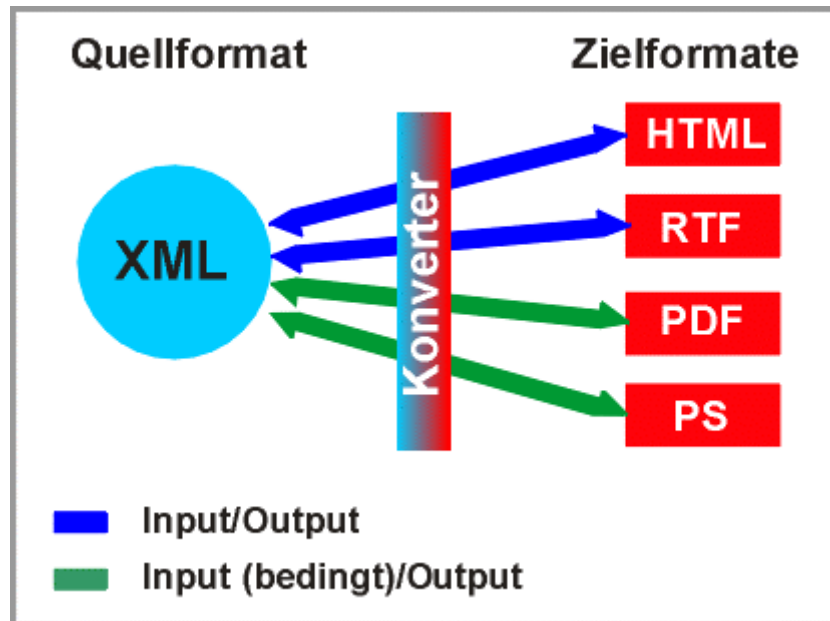 Quellformat
Zielformate
XML
Konverter
HTML
RTF
PDF
PS
Input/Output
Input (bedingt)/Output